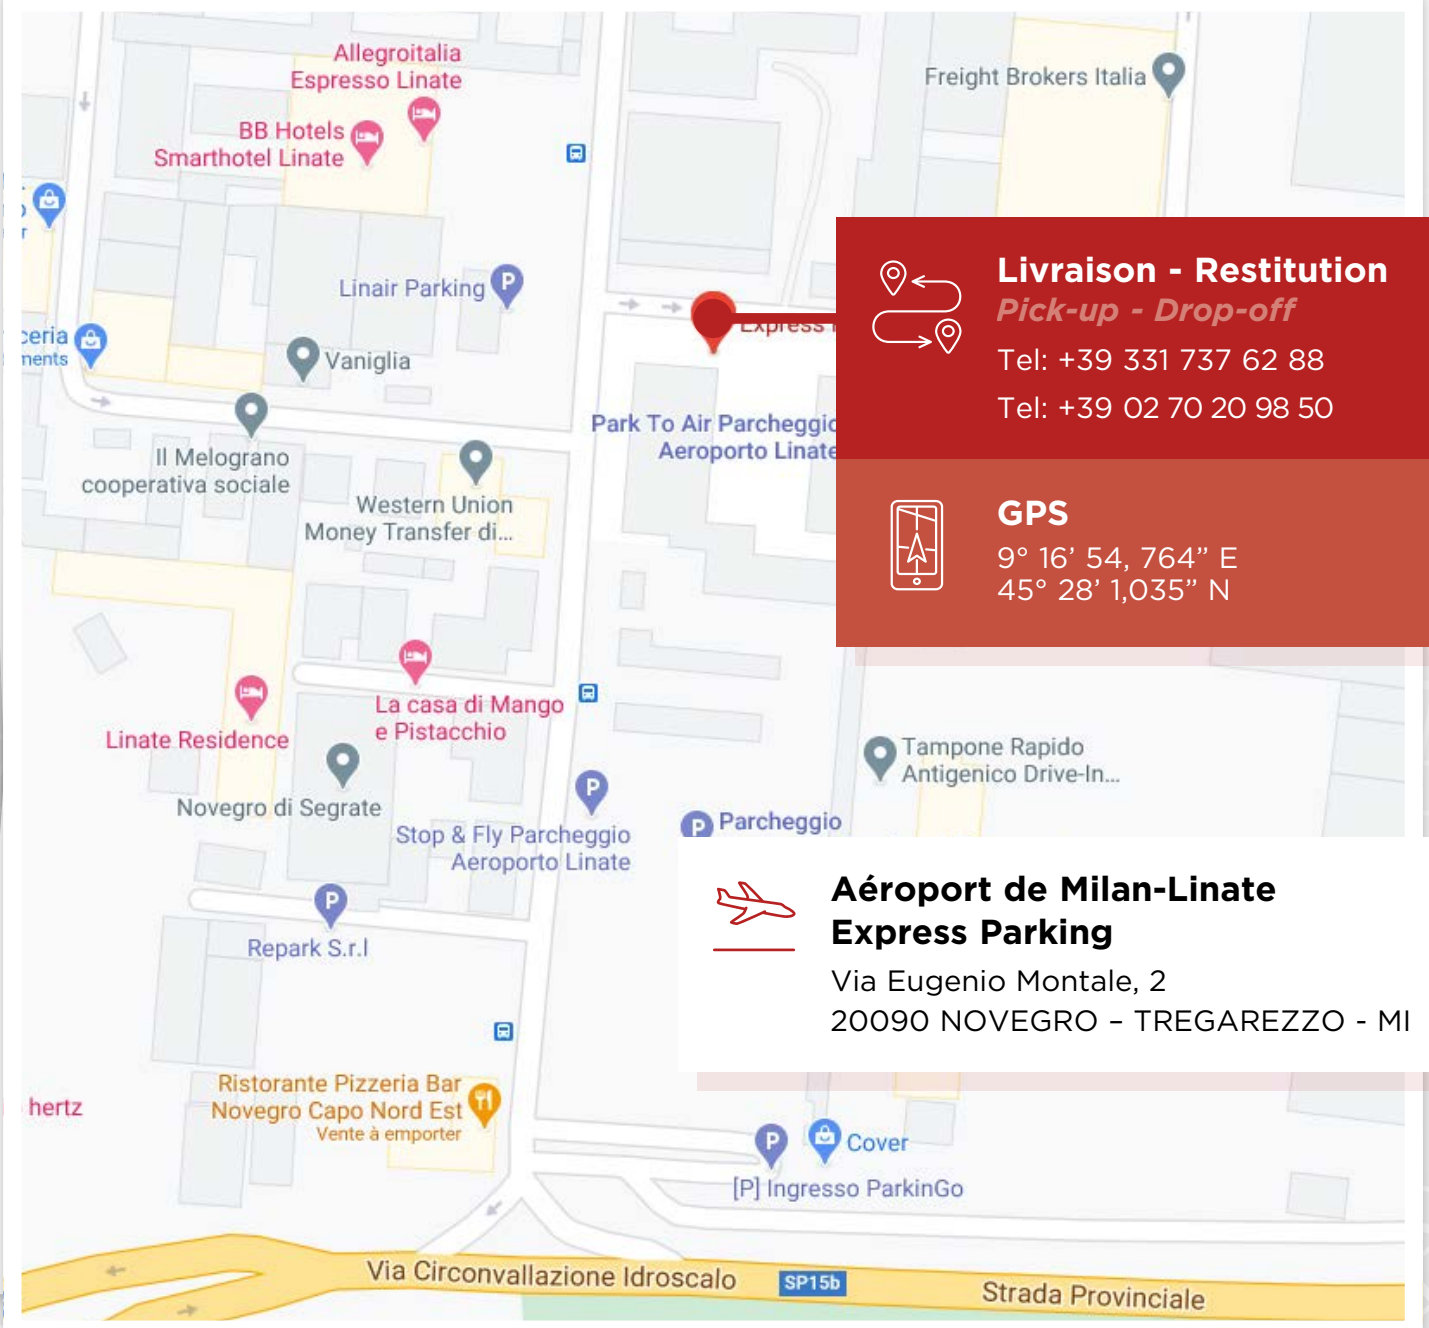 Allegroitalia
Espresso Linate
BB Hotels
Smarthotel Linate
Freight Brokers Italia
Linair Parking
Vaniglia
Express
Park To Air Parcheggio
Aeroporto Linate
Il Melograno
cooperativa sociale
Western Union
Money Transfer di...
La casa di Mango
e Pistacchio
Linate Residence
Novegro di Segrate
Stop & Fly Parcheggio
Aeroporto Linate
Parcheggio
Tampone Rapido
Antigenico Drive-In...
Repark S.r.l
Ristorante Pizzeria Bar
Novegro Capo Nord Est
Vente à emporter
hertz
Cover
[P] Ingresso ParkinGo
Via Circonvallazione Idroscalo
SP15b
Strada Provinciale
Livraison - Restitution
Pick-up - Drop-off
Tel: +39 331 737 62 88
Tel: +39 02 70 20 98 50
GPS
9° 16’ 54, 764” E
45° 28’ 1,035” N
Aéroport de Milan-Linate
Express Parking
Via Eugenio Montale, 2
20090 NOVEGRO – TREGAREZZO - MI